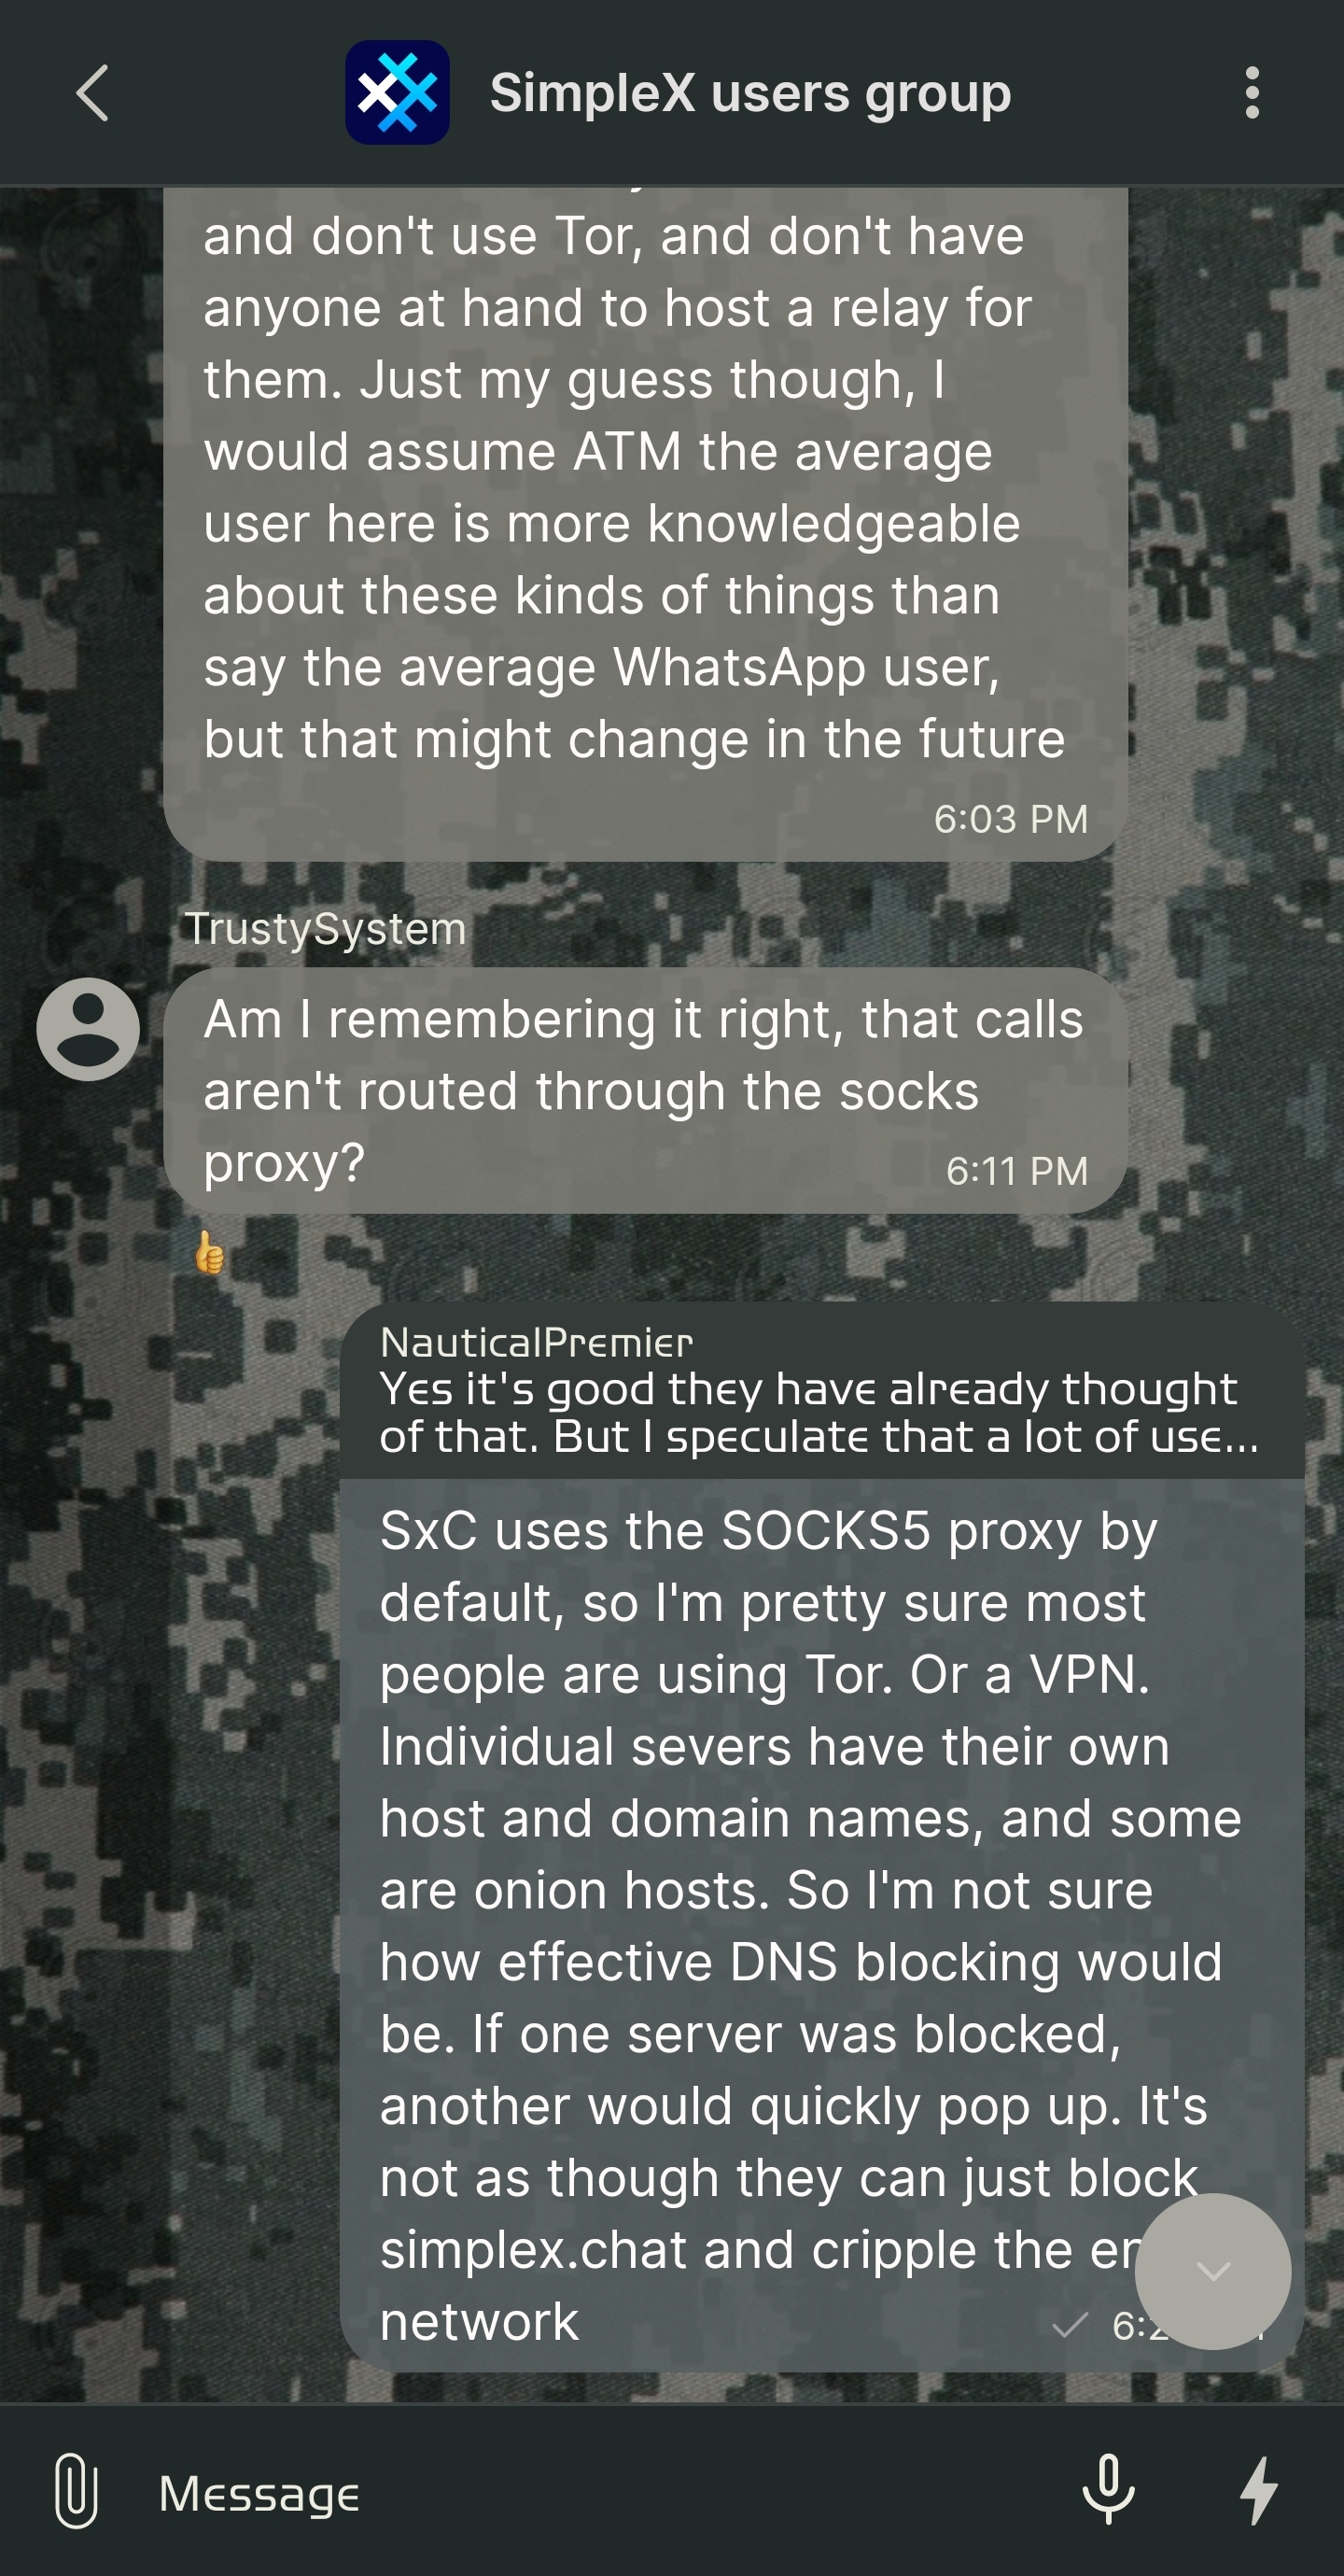 SimpleX users group
and don't use Tor, and don't have
anyone at hand to host a relay for
them. Just my guess though, I
would assume ATM the average
user here is more knowledgeable
about these kinds of things than
say the average WhatsApp user,
but that might change in the future
6:03 PM
TrustySystem
Am I remembering it right, that calls
aren't routed through the socks
proxy?
6:11 PM
NauticalPremier
Yes it's good they have already thought
of that. But I speculate that a lot of use...
SxC uses the SOCKS5 proxy by
default, so I'm pretty sure most
people are using Tor. Or a VPN.
Individual severs have their own
host and domain names, and some
are onion hosts. So I'm not sure
how effective DNS blocking would
be. If one server was blocked,
another would quickly pop up. It's
not as though they can just block
simplex.chat and cripple the
network
Message